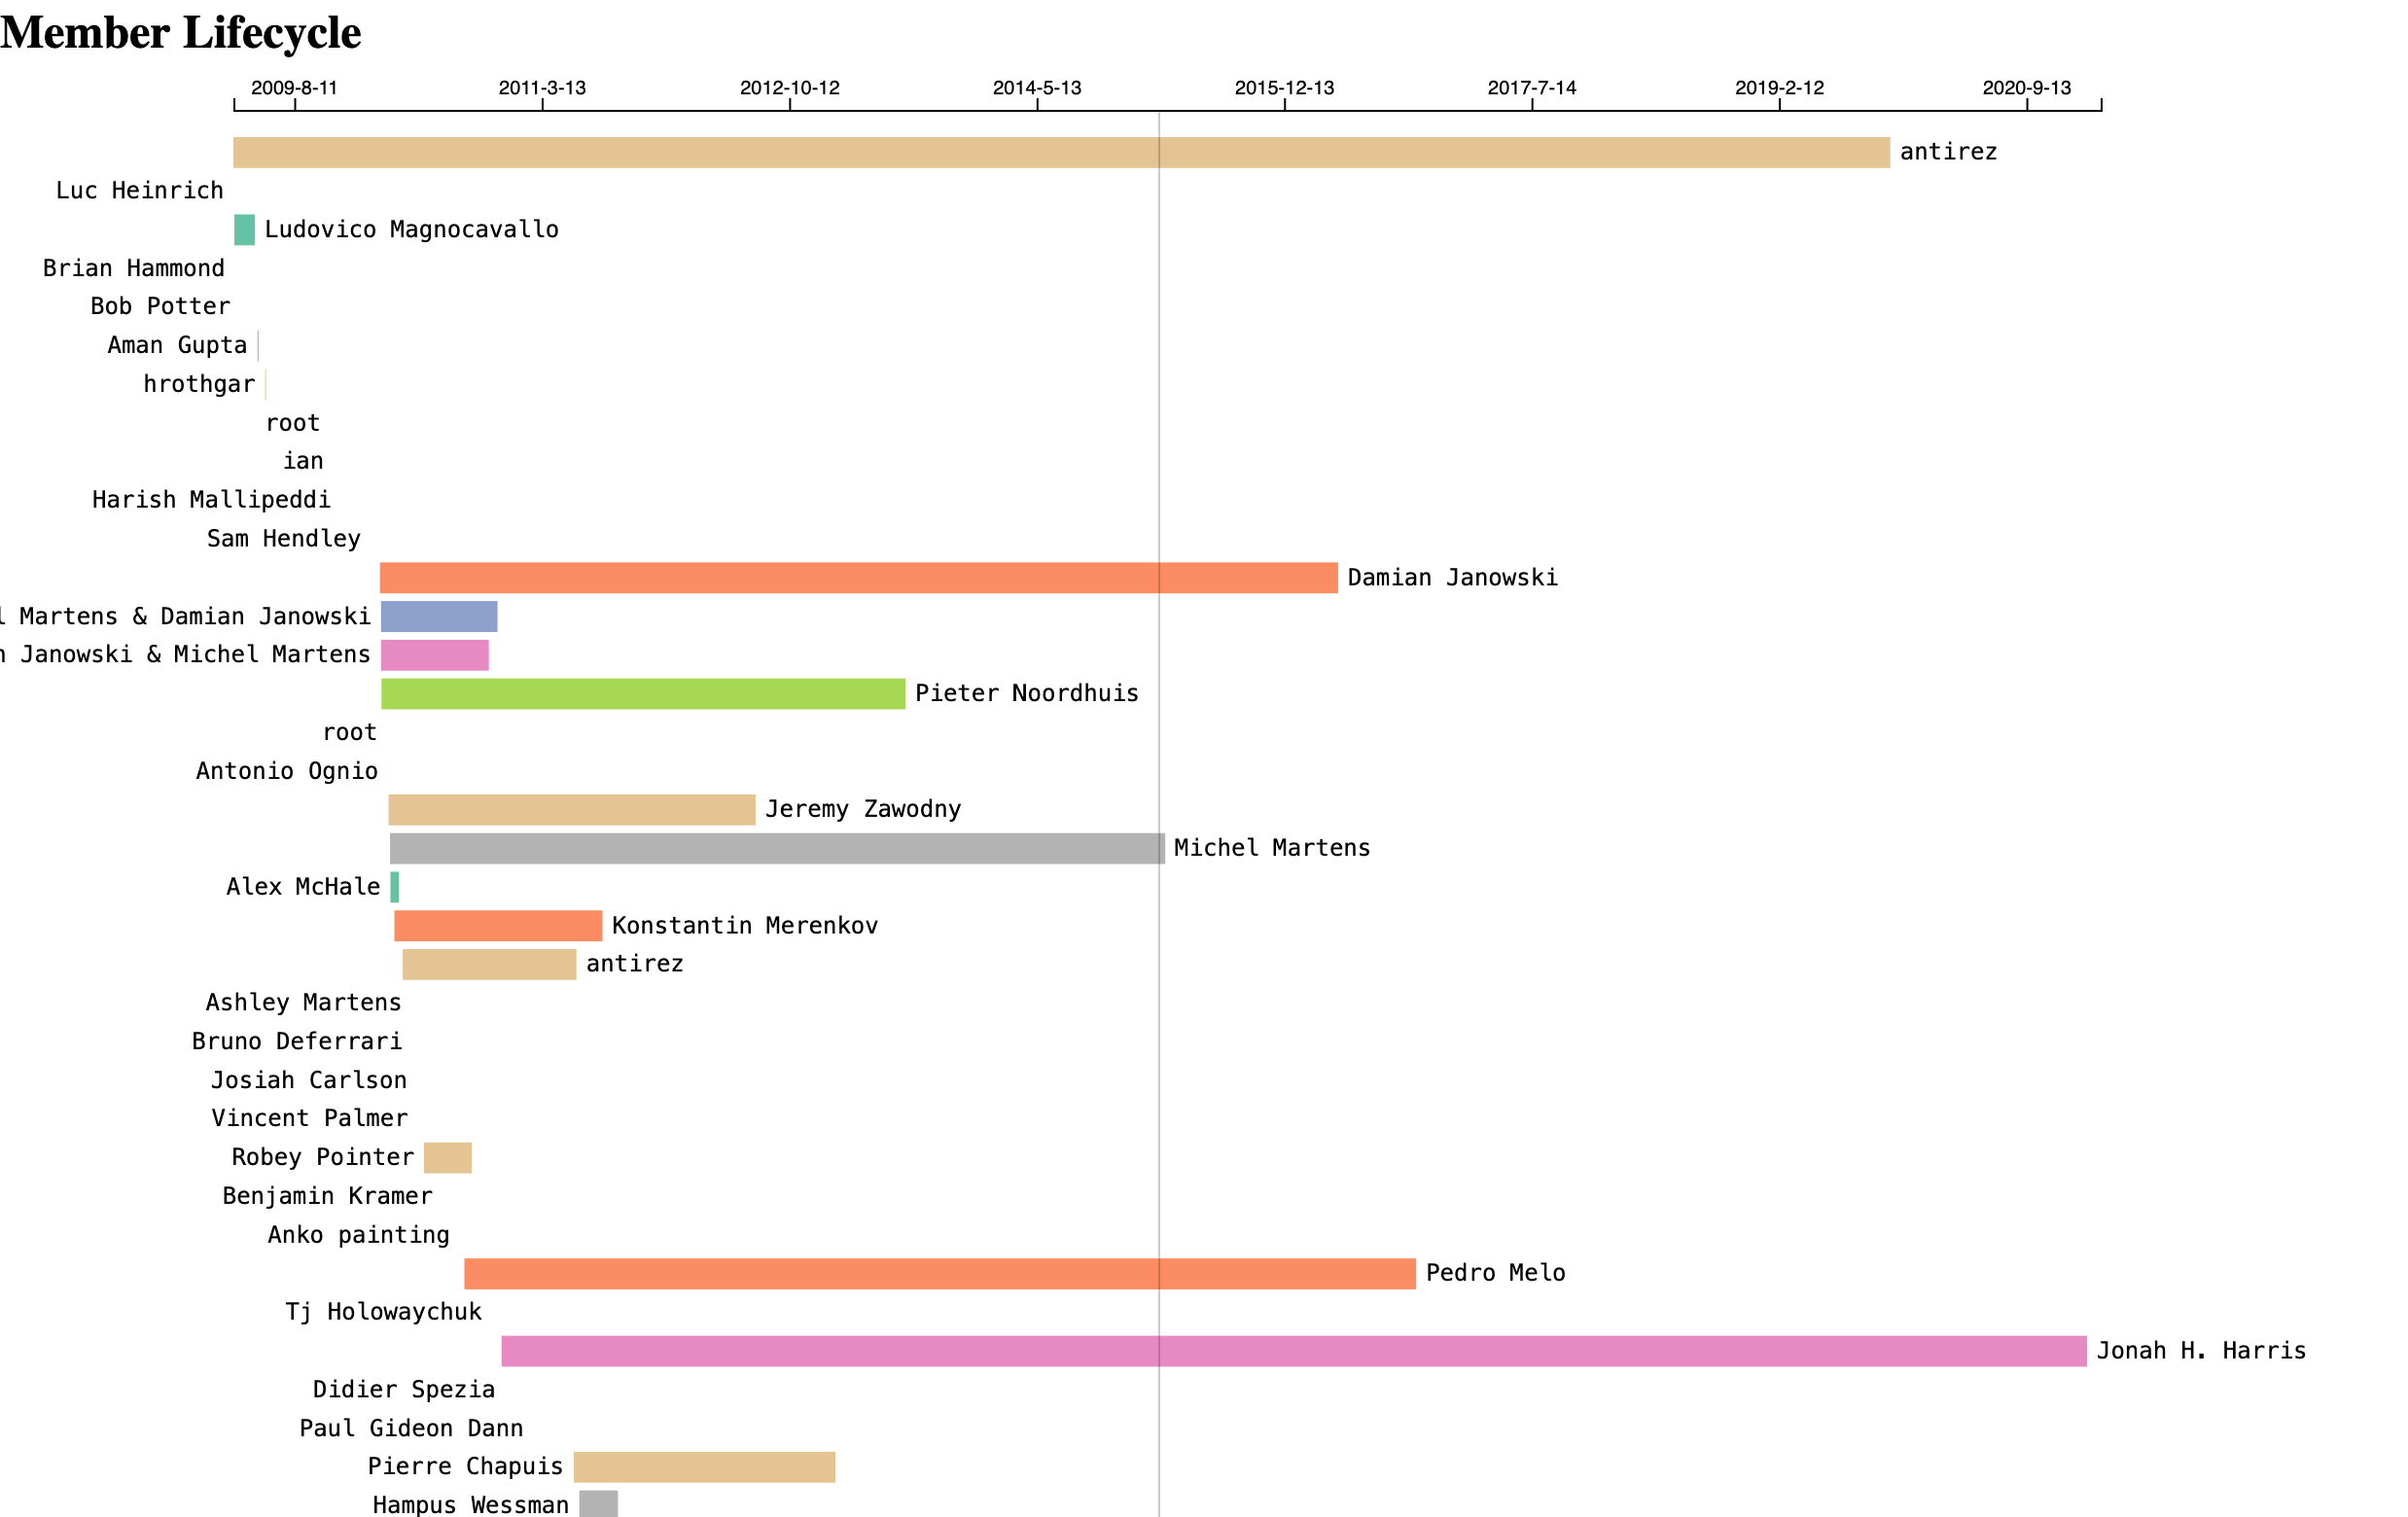 Member Lifecycle
2009-8-11 2011-3-13 2012-10-12 2014-5-13 2015-12-13 2017-7-14 2019-2-12 2020-9-13
antirez
Luc Heinrich
Ludovico Magnocavallo
Brian Hammond
Bob Potter
Aman Gupta
hrothgar
root
ian
Harish Mallipeddi
Sam Hendley
Damian Janowski
Martens & Damian Janowski
Janowski & Michel Martens
Pieter Noordhuis
root
Antonio Ognio
Jeremy Zawodny
Michel Martens
Alex McHale
Konstantin Merenkov
antirez
Ashley Martens
Bruno Deferrari
Josiah Carlson
Vincent Palmer
Robey Pointer
Benjamin Kramer
Anko painting
Pedro Melo
Tj Holowaychuk
Jonah H. Harris
Didier Spezia
Paul Gideon Dann
Pierre Chapuis
Hampus Wessman